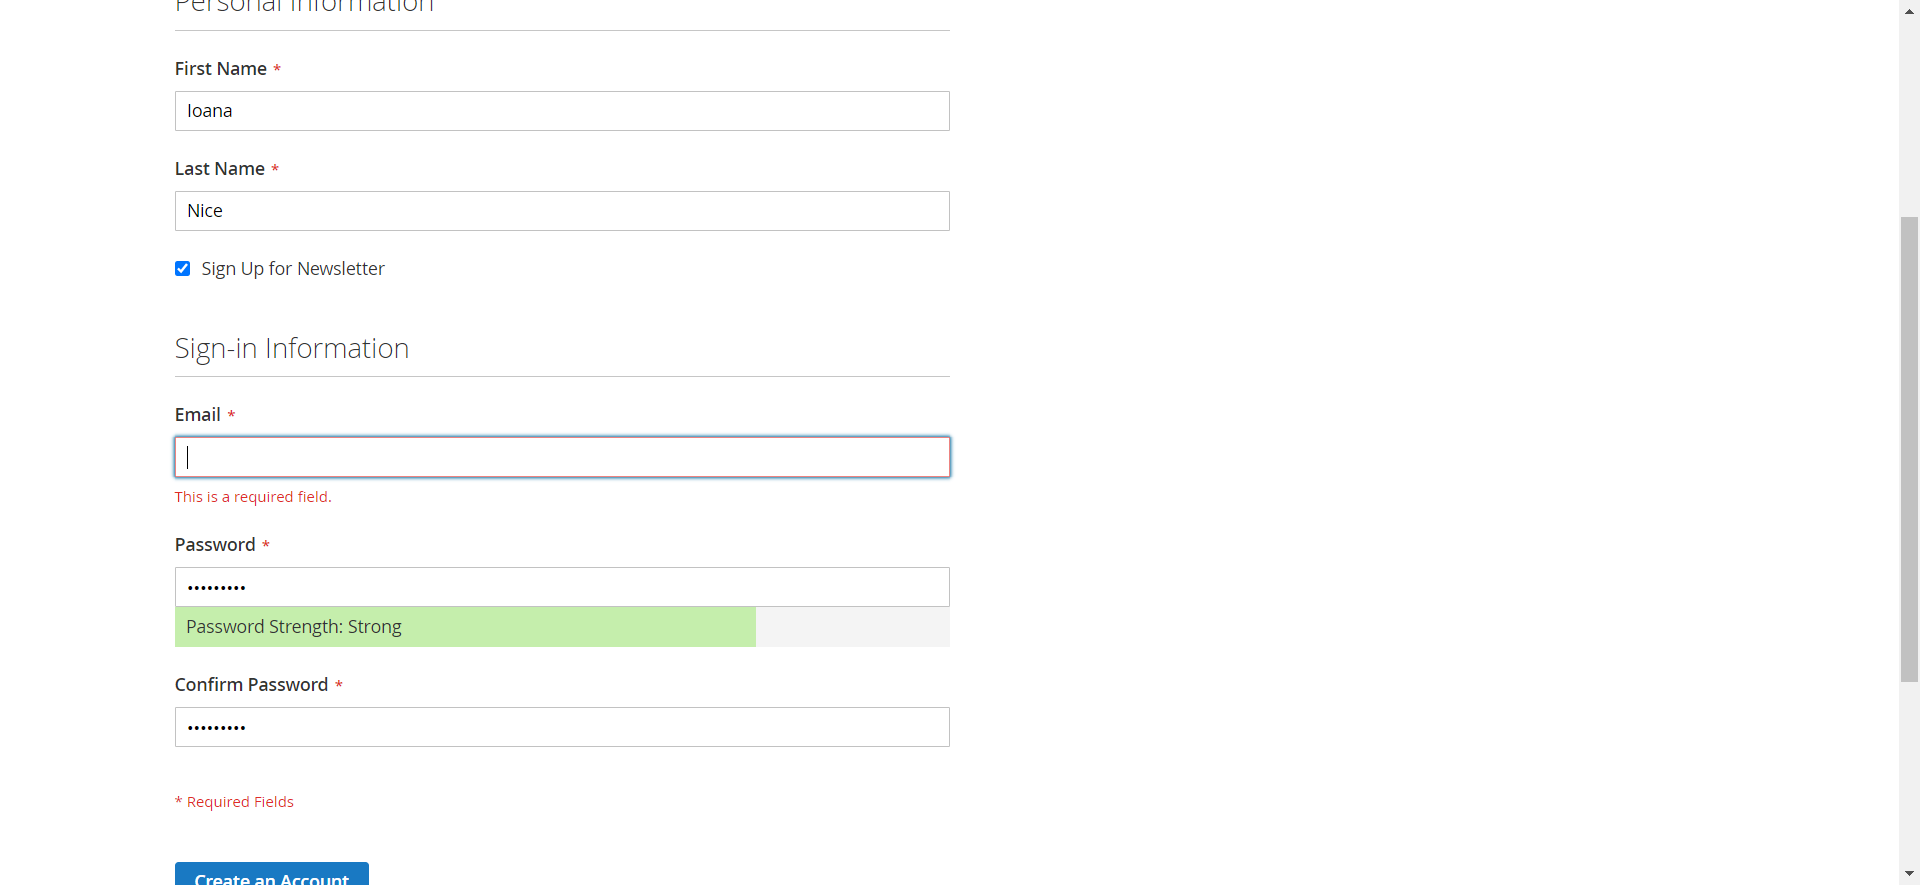 Personal Information
First Name *
Ioana
Last Name *
Nice
Sign Up for Newsletter
Sign-in Information
Email *
This is a required field.
Password *
•••••••••
Password Strength: Strong
Confirm Password *
•••••••••
* Required Fields
Create an Account